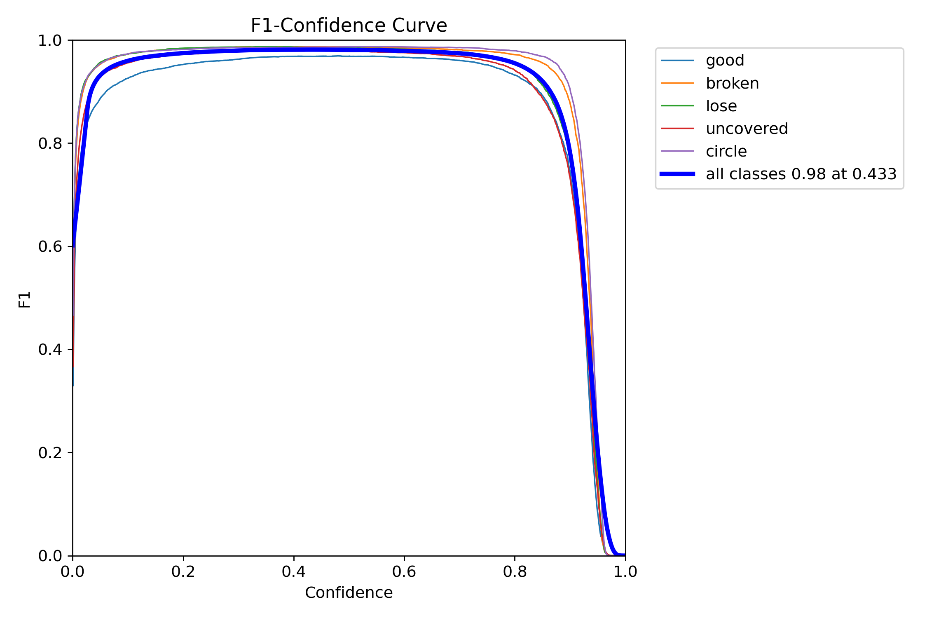 F1-Confidence Curve
1.0
0.8
0.6
0.4
0.2
0.0
F1
0.0 0.2 0.4 0.6 0.8 1.0
Confidence
good
broken
lose
uncovered
circle
all classes 0.98 at 0.433